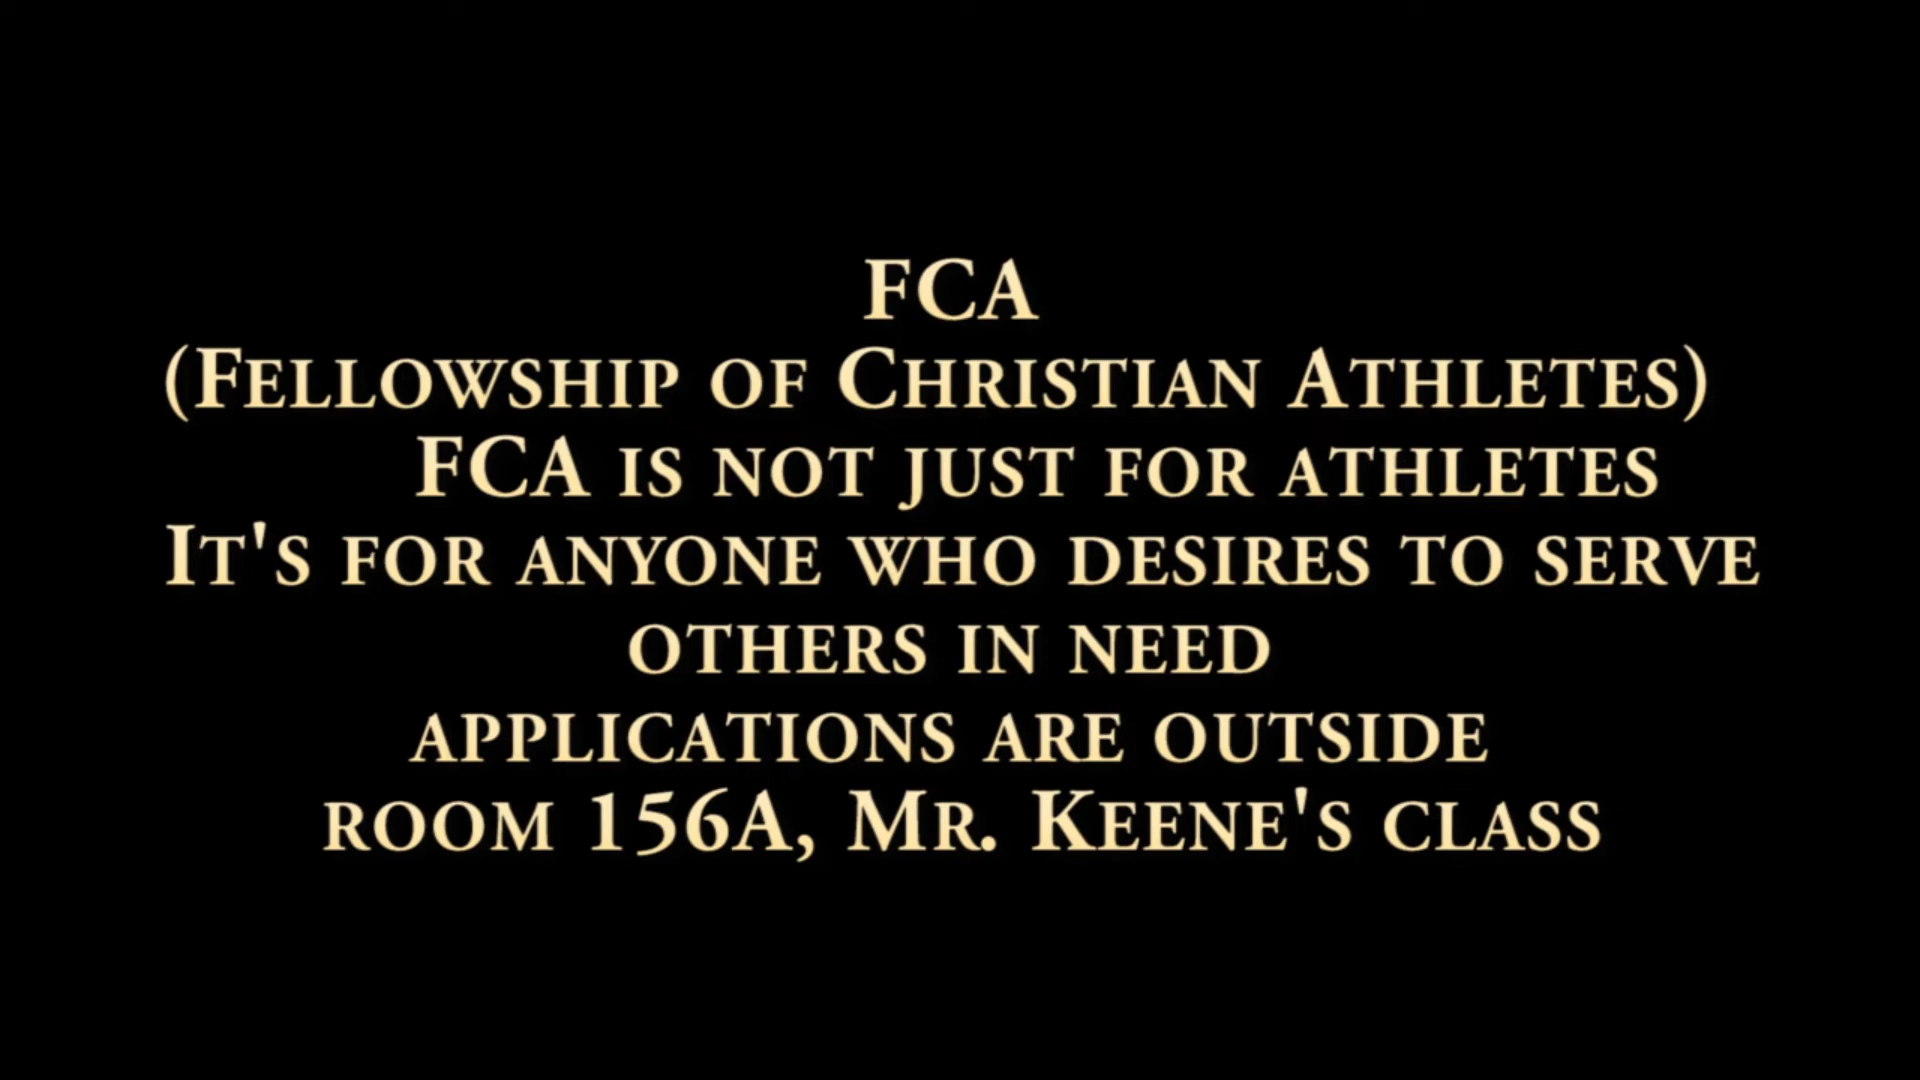 FCA
(Fellowship of Christian Athletes)
FCA is not just for athletes
It's for anyone who desires to serve
others in need
applications are outside
room 156A, Mr. Keene's class